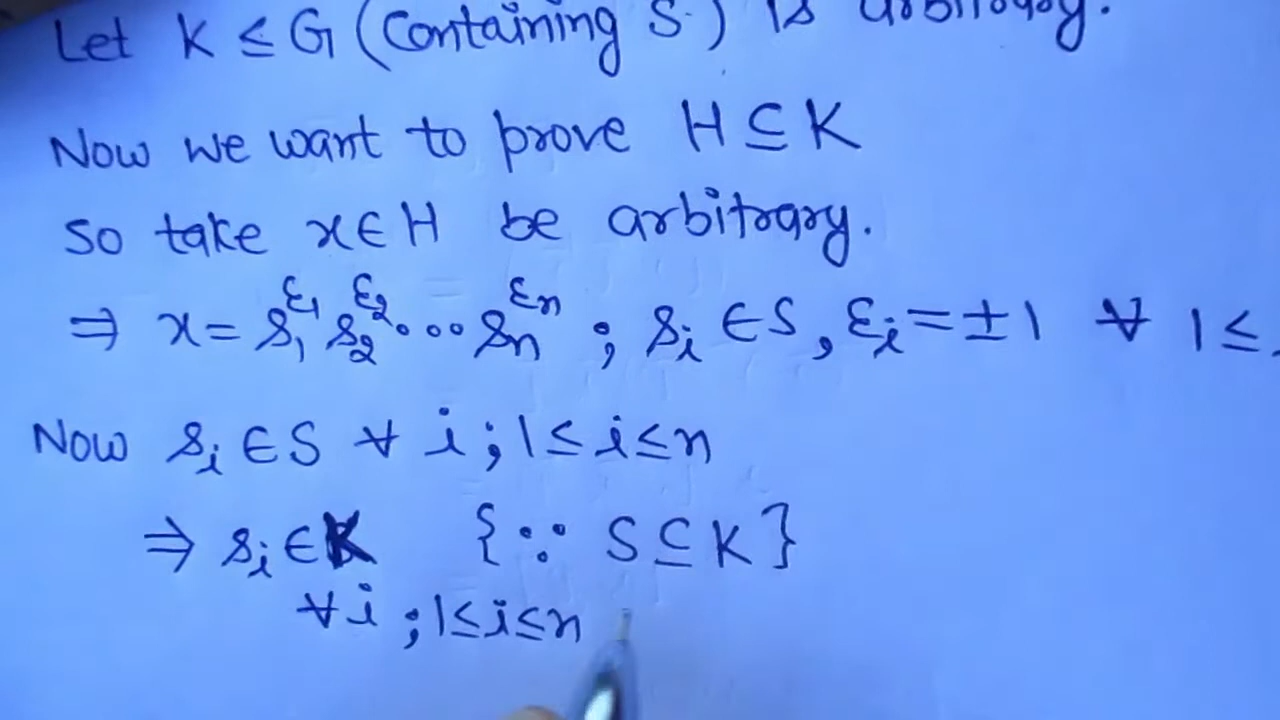 Let K ≤ G (Containing S.) is arbitrary.
Now we want to prove H ⊆ K
So take x ∈ H be arbitrary.
⇒ x = s₁^ε₁ s₂^ε₂ ... sₙ^εₙ ; sᵢ ∈ S, εᵢ = ±1 ∀ 1 ≤
Now sᵢ ∈ S ∀ i ; 1 ≤ i ≤ n
⇒ sᵢ ∈ K {∵ S ⊆ K}
∀ i ; 1 ≤ i ≤ n